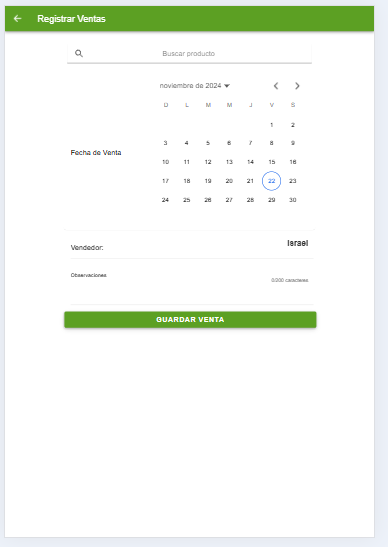 Registrar Ventas
Buscar producto
noviembre de 2024
D L M M J V S
1 2
3 4 5 6 7 8 9
Fecha de Venta
10 11 12 13 14 15 16
17 18 19 20 21 22 23
24 25 26 27 28 29 30
Vendedor: Israel
Observaciones
0/200 caracteres
GUARDAR VENTA